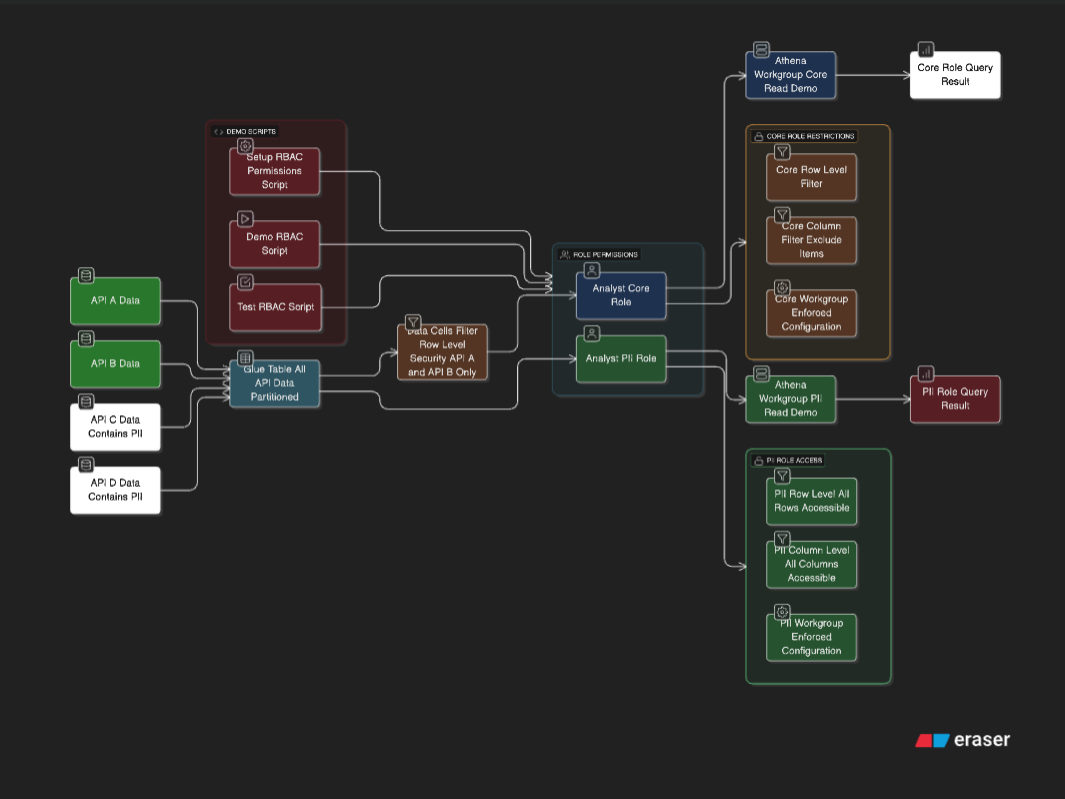 Athena
Workgroup Core
Read Demo
Core Role Query
Result
DEMO SCRIPTS
Setup RBAC
Permissions
Script
Demo RBAC
Script
Test RBAC Script
CORE ROLE RESTRICTIONS
Core Row Level
Filter
Core Column
Filter Exclude
Items
Core Workgroup
Enforced
Configuration
ROLE PERMISSIONS
Analyst Core
Role
Analyst PII Role
API A Data
API B Data
API C Data
Contains PII
API D Data
Contains PII
Glue Table All
API Data
Partitioned
Data Cells Filter
Row Level
Security API A
and API B Only
Athena
Workgroup PII
Read Demo
PII Role Query
Result
PII ROLE ACCESS
PII Row Level All
Rows Accessible
PII Column Level
All Columns
Accessible
PII Workgroup
Enforced
Configuration
eraser